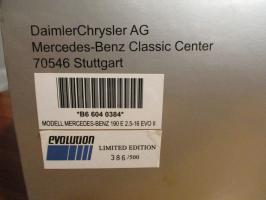 DaimlerChrysler AG
Mercedes-Benz Classic Center
70546 Stuttgart
*B6 604 0384*
MODELL MERCEDES-BENZ 190 E 2.5-16 EVO II
evolution
LIMITED EDITION
386/500